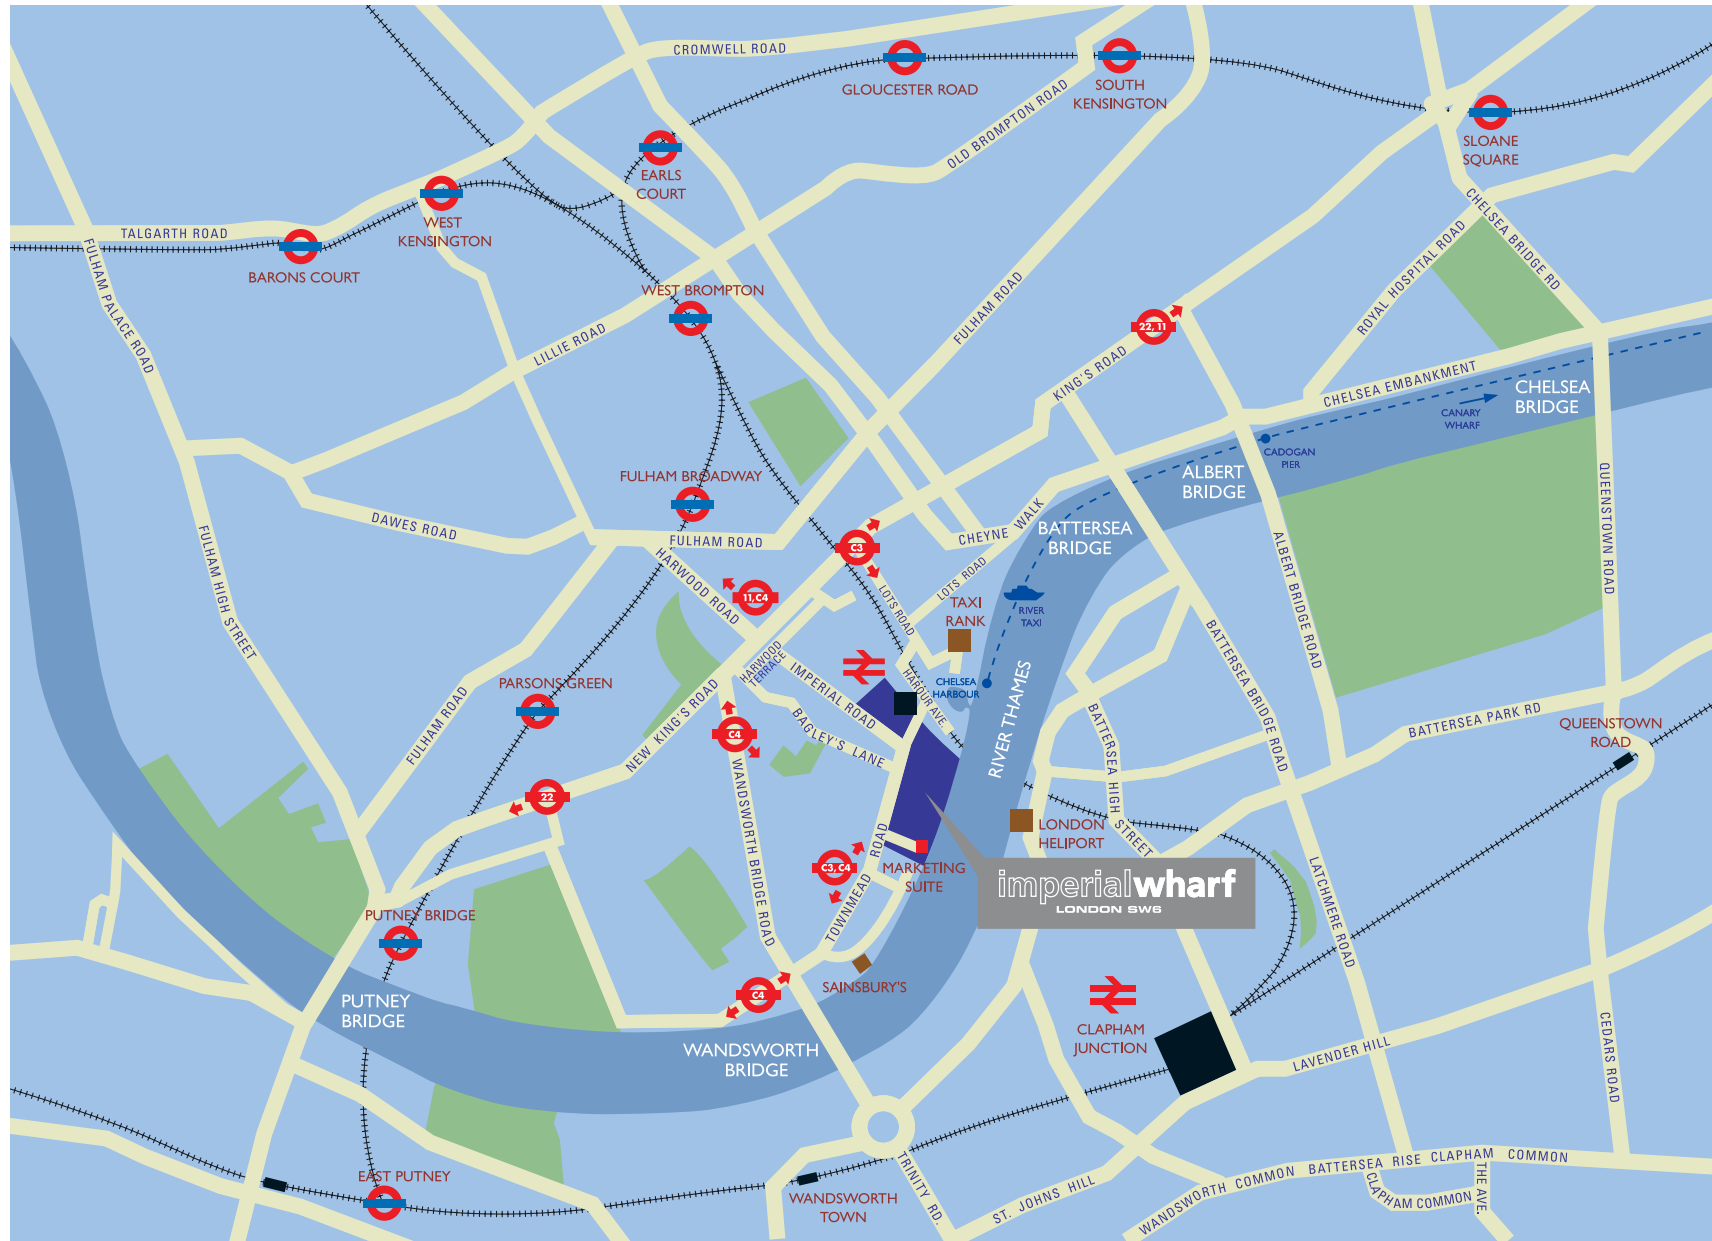 CROMWELL ROAD
GLOUCESTER ROAD
SOUTH
KENSINGTON
OLD BROMPTON ROAD
SLOANE
SQUARE
EARLS
COURT
WEST
KENSINGTON
TALGARTH ROAD
BARONS COURT
FULHAM PALACE ROAD
WEST BROMPTON
LILLIE ROAD
FULHAM ROAD
CHELSEA BRIDGE RD
ROYAL HOSPITAL ROAD
22, 11
KING'S ROAD
CHELSEA EMBANKMENT
CHELSEA
BRIDGE
CANARY
WHARF
CADOGAN
PIER
ALBERT
BRIDGE
QUEENSTOWN ROAD
FULHAM BROADWAY
DAWES ROAD
FULHAM ROAD
FULHAM HIGH STREET
HARWOOD ROAD
C3
CHEYNE WALK
BATTERSEA
BRIDGE
LOTS ROAD
LOTS ROAD
11,C4
TAXI
RANK
RIVER
TAXI
ALBERT BRIDGE ROAD
BATTERSEA BRIDGE ROAD
HARWOOD
TERRACE
IMPERIAL ROAD
CHELSEA
HARBOUR
HARBOUR AVE
PARSONS GREEN
FULHAM ROAD
NEW KING'S ROAD
BAGLEY'S LANE
C4
RIVER THAMES
BATTERSEA HIGH STREET
BATTERSEA PARK RD
QUEENSTOWN
ROAD
22
WANDSWORTH BRIDGE ROAD
LONDON
HELIPORT
C3, C4
TOWNMEAD ROAD
MARKETING
SUITE
imperialwharf
LONDON SW6
LATCHMERE ROAD
PUTNEY BRIDGE
SAINSBURY'S
C4
PUTNEY
BRIDGE
WANDSWORTH
BRIDGE
CLAPHAM
JUNCTION
LAVENDER HILL
CEDARS ROAD
EAST PUTNEY
WANDSWORTH
TOWN
TRINITY RD.
ST. JOHNS HILL
WANDSWORTH COMMON
BATTERSEA RISE
CLAPHAM COMMON
CLAPHAM COMMON
THE AVE.